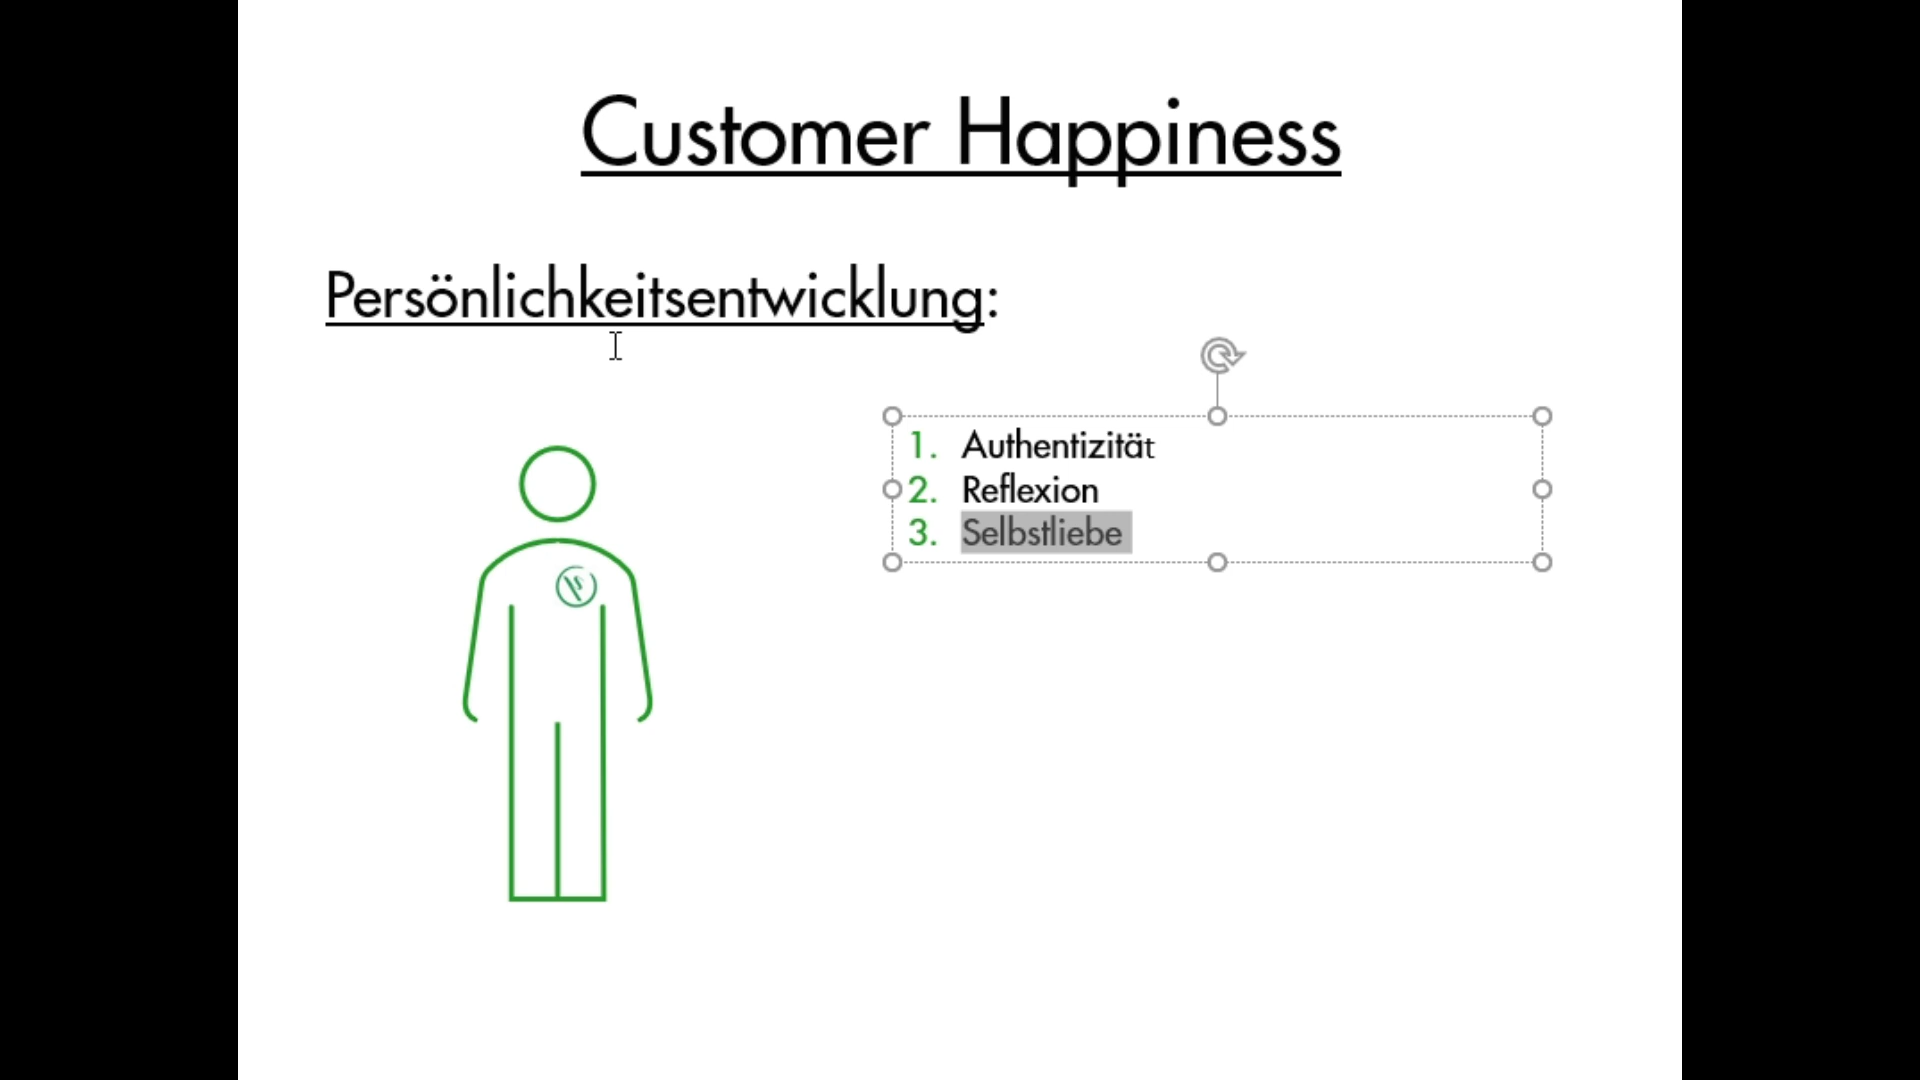 Customer Happiness
Persönlichkeitsentwicklung:
1. Authentizität
2. Reflexion
3. Selbstliebe